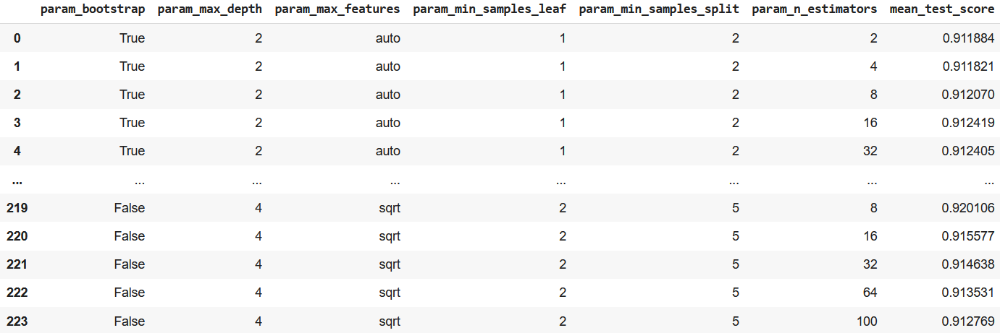 param_bootstrap param_max_depth param_max_features param_min_samples_leaf param_min_samples_split param_n_estimators mean_test_score
0 True 2 auto 1 2 2 0.911884
1 True 2 auto 1 2 4 0.911821
2 True 2 auto 1 2 8 0.912070
3 True 2 auto 1 2 16 0.912419
4 True 2 auto 1 2 32 0.912405
... ... ... ... ... ... ... ...
219 False 4 sqrt 2 5 8 0.920106
220 False 4 sqrt 2 5 16 0.915577
221 False 4 sqrt 2 5 32 0.914638
222 False 4 sqrt 2 5 64 0.913531
223 False 4 sqrt 2 5 100 0.912769